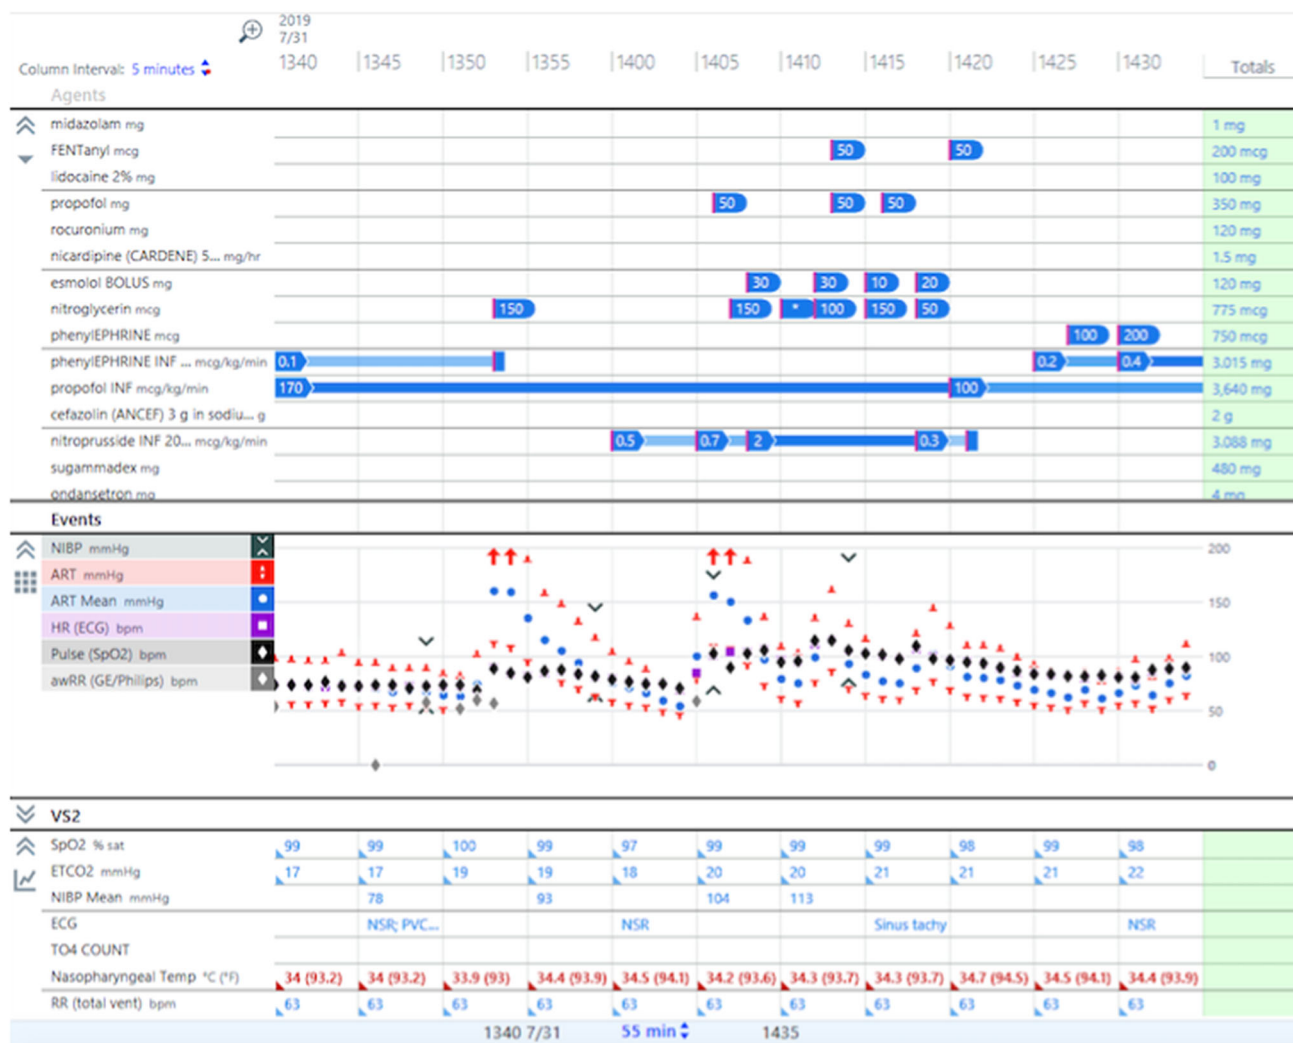 2019
7/31
Column Interval: 5 minutes 1340 1345 1350 1355 1400 1405 1410 1415 1420 1425 1430 Totals
Agents
midazolam mg 1 mg
FENTanyl mcg 50 50 200 mcg
lidocaine 2% mg 100 mg
propofol mg 50 50 50 350 mg
rocuronium mg 120 mg
nicardipine (CARDENE) 5... mg/hr 1.5 mg
esmolol BOLUS mg 30 30 10 20 120 mg
nitroglycerin mcg 150 150 * 100 150 50 775 mcg
phenylEPHRINE mcg 100 200 750 mcg
phenylEPHRINE INF ... mcg/kg/min 0.1 0.2 0.4 3.015 mg
propofol INF mcg/kg/min 170 100 3,640 mg
cefazolin (ANCEF) 3 g in sodiu... g 2 g
nitroprusside INF 20... mcg/kg/min 0.5 0.7 2 0.3 3.088 mg
sugammadex mg 480 mg
ondansetron mg 4 mg
Events
NIBP mmHg 200
ART mmHg
ART Mean mmHg 150
HR (ECG) bpm
Pulse (SpO2) bpm 100
awRR (GE/Philips) bpm
50
0
VS2
SpO2 % sat 99 99 100 99 97 99 99 99 98 99 98
ETCO2 mmHg 17 17 19 19 18 20 20 21 21 21 22
NIBP Mean mmHg 78 93 104 113
ECG NSR; PVC... NSR Sinus tachy NSR
TO4 COUNT
Nasopharyngeal Temp °C (°F) 34 (93.2) 34 (93.2) 33.9 (93) 34.4 (93.9) 34.5 (94.1) 34.2 (93.6) 34.3 (93.7) 34.3 (93.7) 34.7 (94.5) 34.5 (94.1) 34.4 (93.9)
RR (total vent) bpm 63 63 63 63 63 63 63 63 63 63 63
1340 7/31 55 min 1435